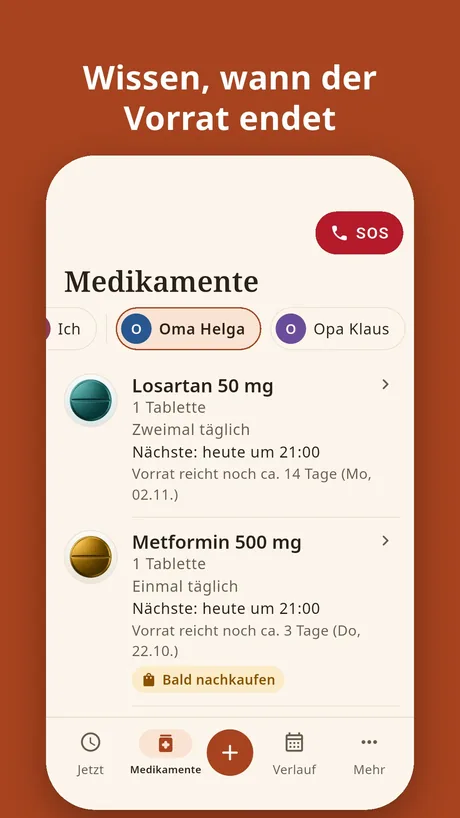 Wissen, wann der
Vorrat endet
SOS
Medikamente
Ich
O
Oma Helga
O
Opa Klaus
Losartan 50 mg
1 Tablette
Zweimal täglich
Nächste: heute um 21:00
Vorrat reicht noch ca. 14 Tage (Mo,
02.11.)
Metformin 500 mg
1 Tablette
Einmal täglich
Nächste: heute um 21:00
Vorrat reicht noch ca. 3 Tage (Do,
22.10.)
Bald nachkaufen
Jetzt
Medikamente
Verlauf
Mehr